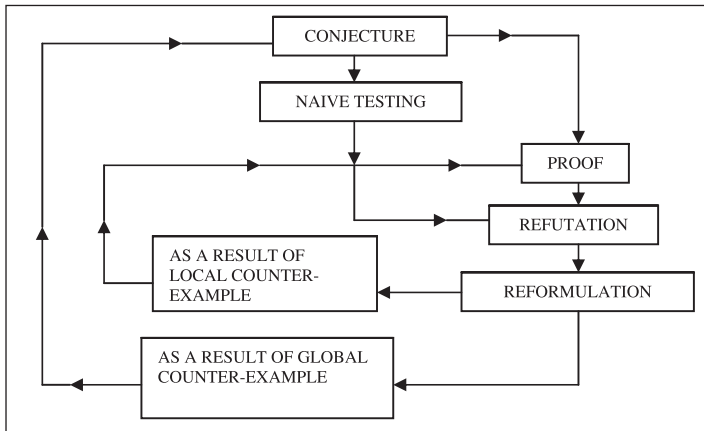 CONJECTURE
NAIVE TESTING
PROOF
REFUTATION
AS A RESULT OF
LOCAL COUNTER-
EXAMPLE
REFORMULATION
AS A RESULT OF GLOBAL
COUNTER-EXAMPLE